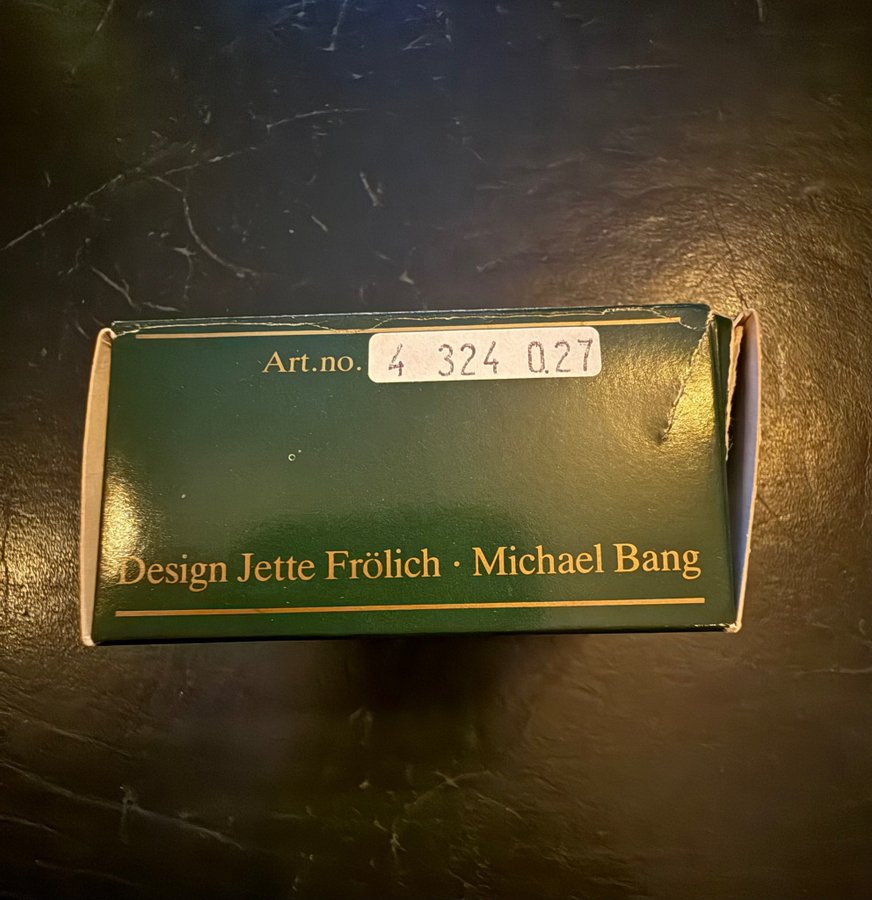 Art.no. 4 324 0.27
Design Jette Frölich · Michael Bang